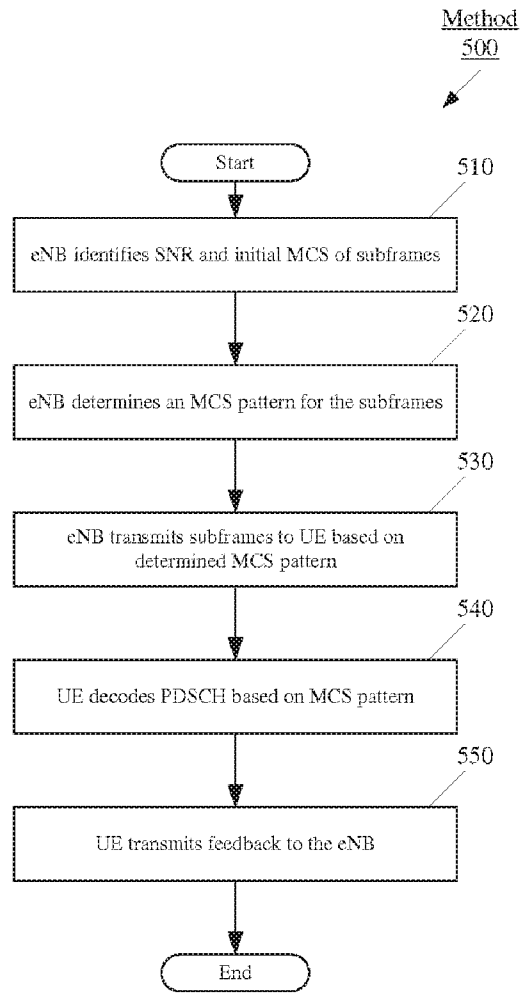 Method
500
Start
510
eNB identifies SNR and initial MCS of subframes
520
eNB determines an MCS pattern for the subframes
530
eNB transmits subframes to UE based on
determined MCS pattern
540
UE decodes PDSCH based on MCS pattern
550
UE transmits feedback to the eNB
End